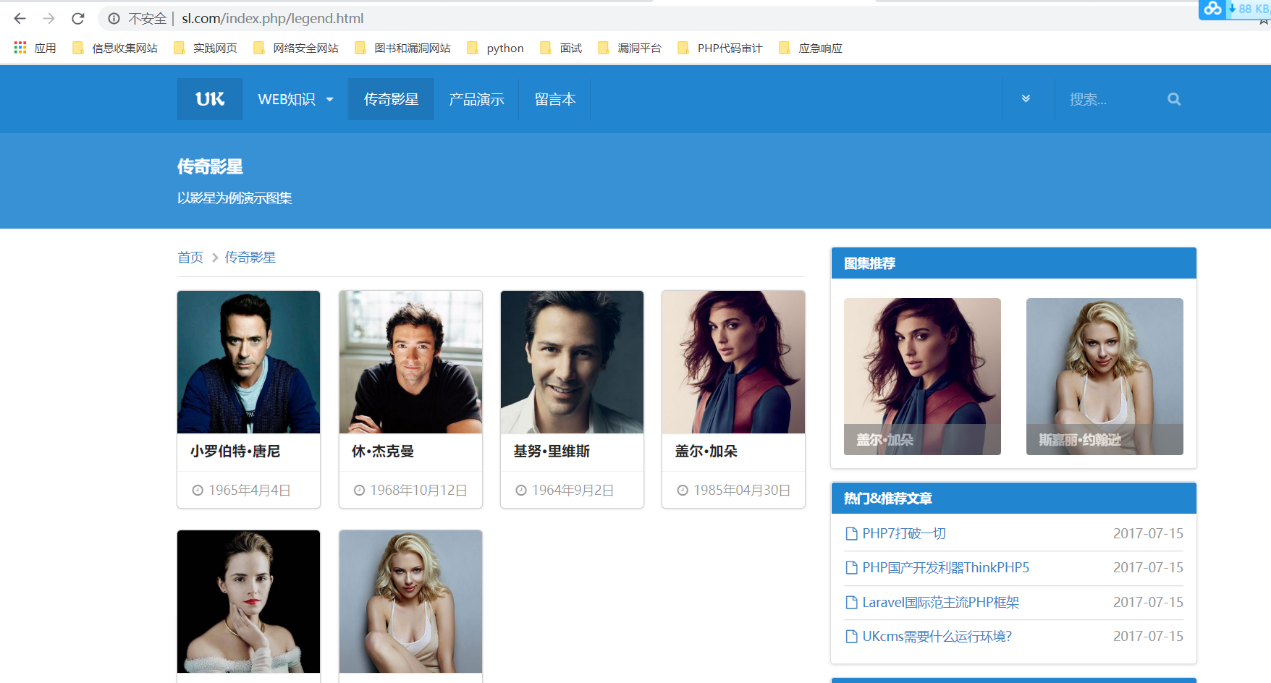 不安全 | sl.com/index.php/legend.html
88 KB
应用 信息收集网站 实践网页 网络安全网站 图书和漏洞网站 python 面试 漏洞平台 PHP代码审计 应急响应
UK WEB知识 传奇影星 产品演示 留言本 搜索...
传奇影星
以影星为例演示图集
首页 传奇影星
图集推荐
盖尔•加朵 斯嘉丽•约翰逊
小罗伯特•唐尼 休•杰克曼 基努•里维斯 盖尔•加朵
1965年4月4日 1968年10月12日 1964年9月2日 1985年04月30日
热门&推荐文章
PHP7打破一切 2017-07-15
PHP国产开发利器ThinkPHP5 2017-07-15
Laravel国际范主流PHP框架 2017-07-15
UKcms需要什么运行环境? 2017-07-15